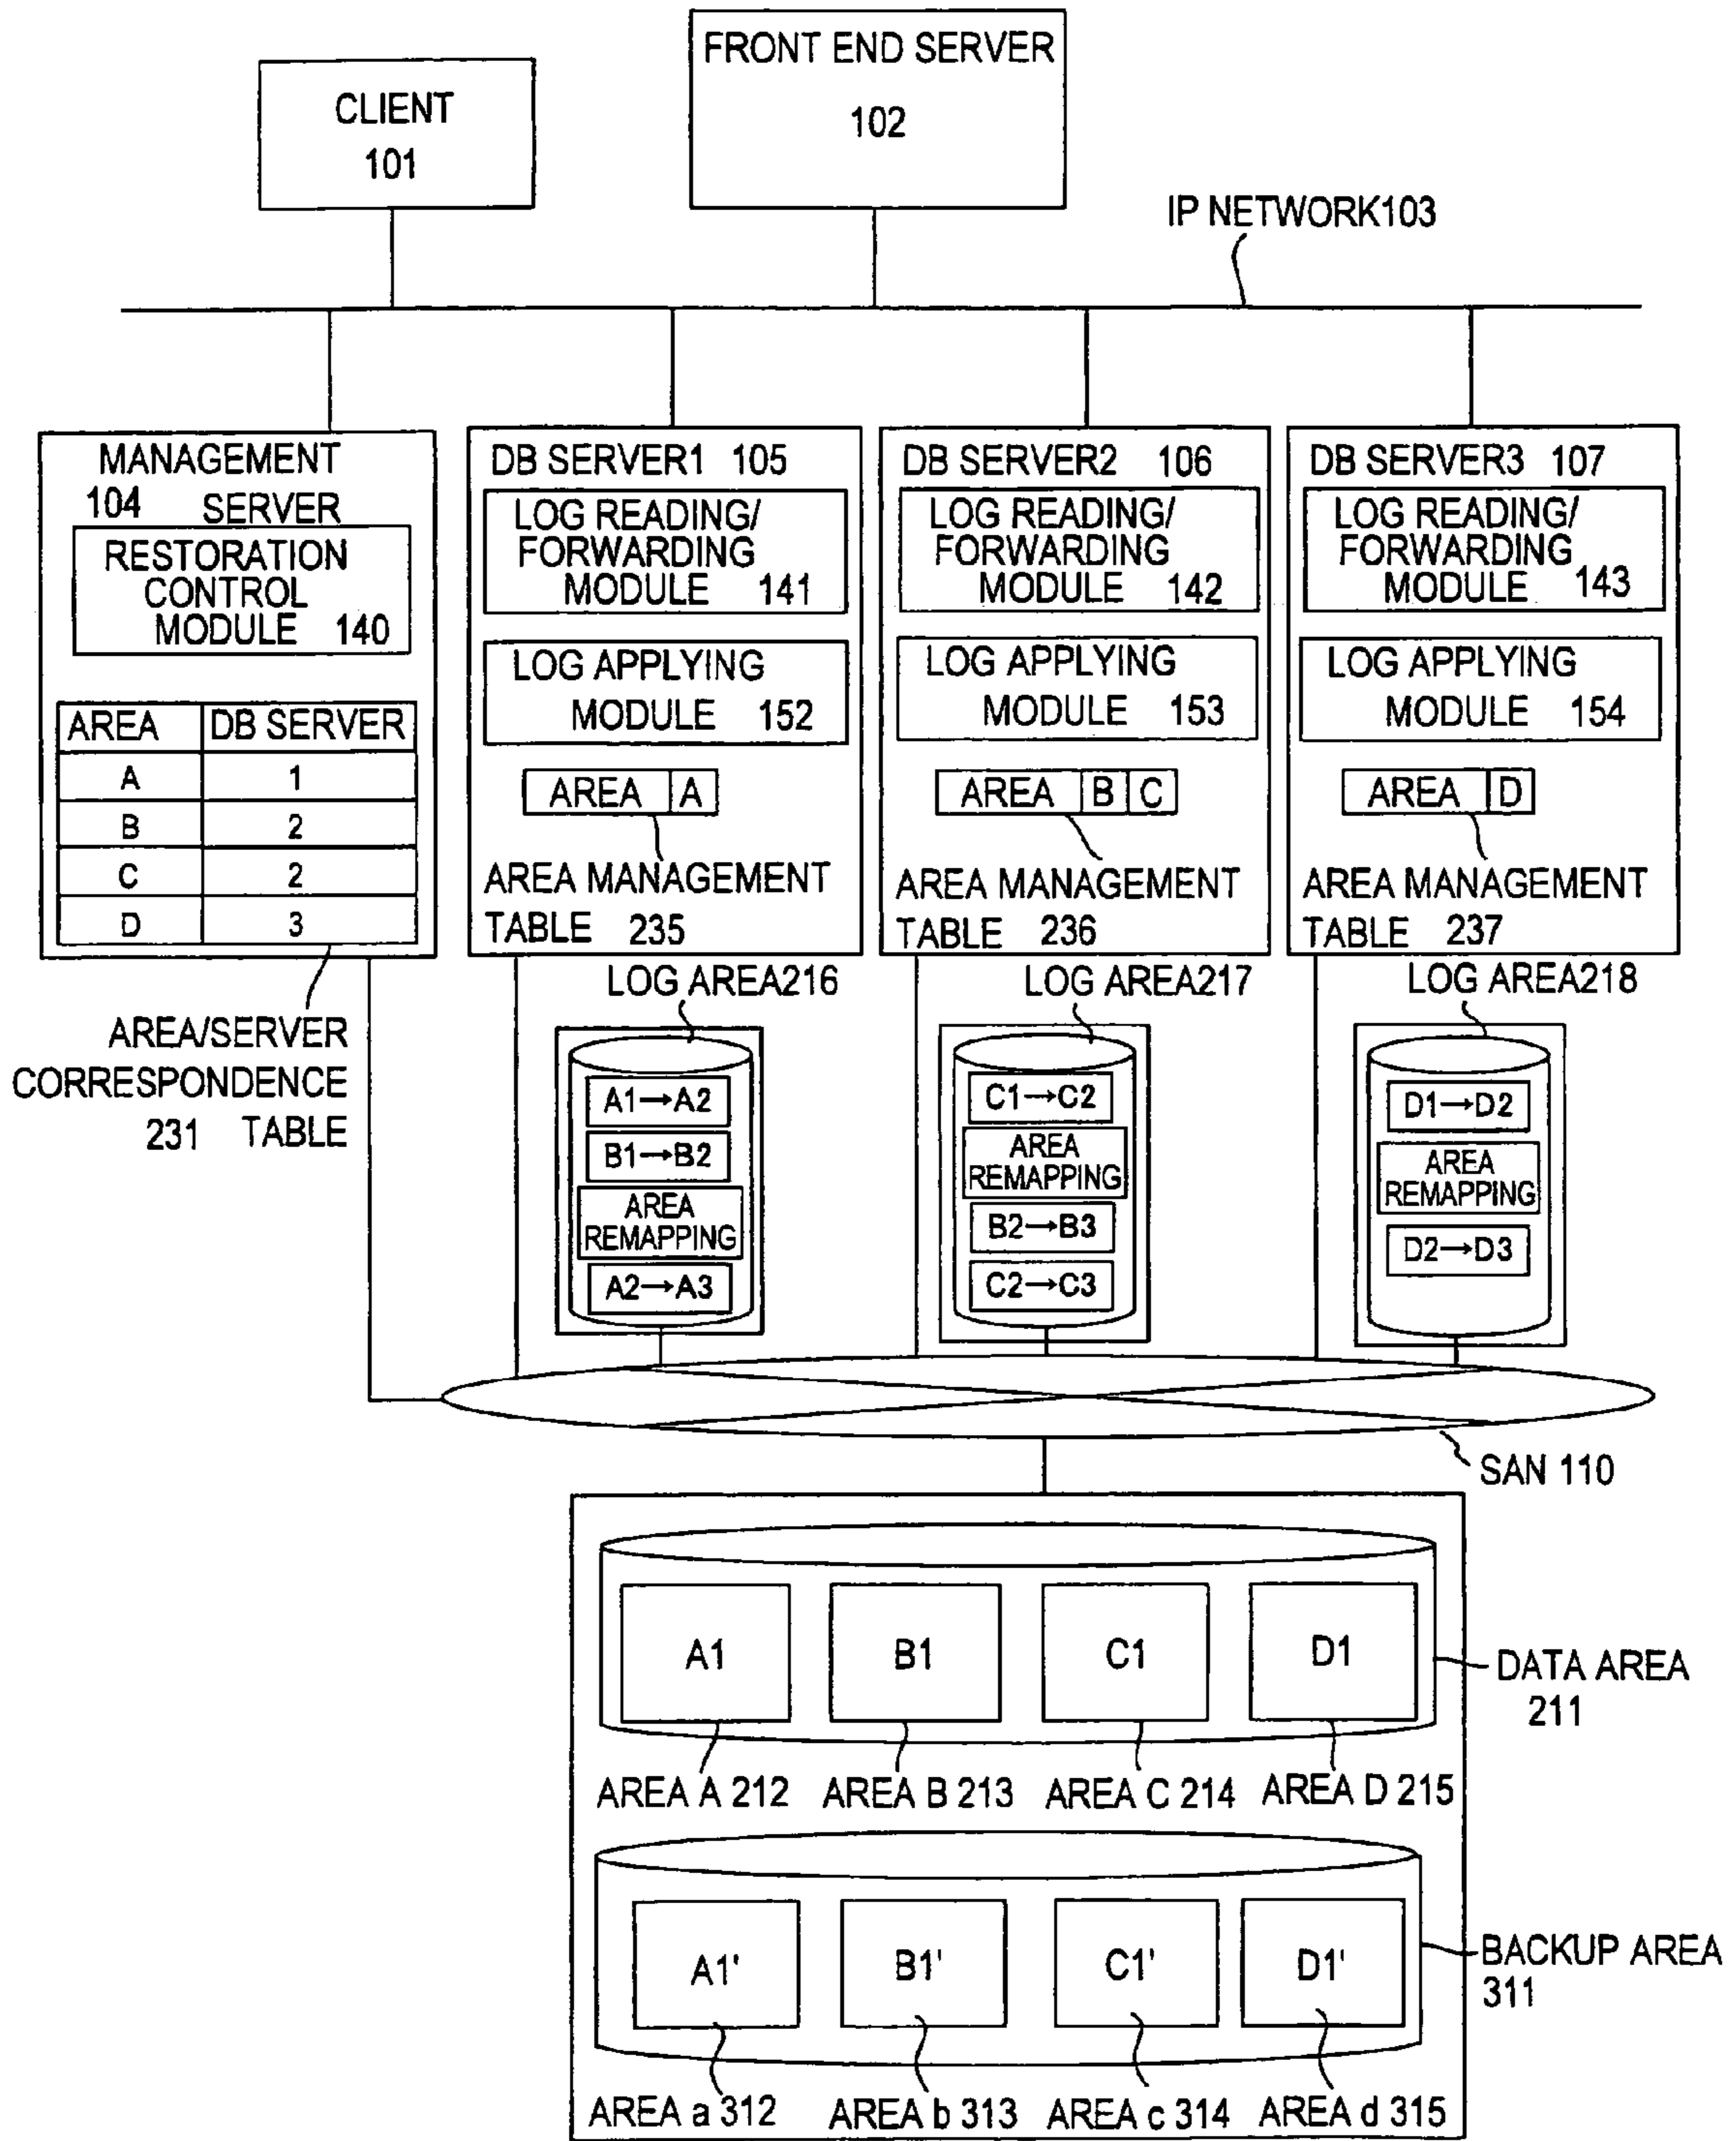 FRONT END SERVER
102
CLIENT
101
IP NETWORK103
MANAGEMENT
104 SERVER
RESTORATION
CONTROL
MODULE 140
AREA DB SERVER
A 1
B 2
C 2
D 3
AREA/SERVER
CORRESPONDENCE
231 TABLE
DB SERVER1 105
LOG READING/
FORWARDING
MODULE 141
LOG APPLYING
MODULE 152
AREA A
AREA MANAGEMENT
TABLE 235
DB SERVER2 106
LOG READING/
FORWARDING
MODULE 142
LOG APPLYING
MODULE 153
AREA B C
AREA MANAGEMENT
TABLE 236
DB SERVER3 107
LOG READING/
FORWARDING
MODULE 143
LOG APPLYING
MODULE 154
AREA D
AREA MANAGEMENT
TABLE 237
LOG AREA216
A1→A2
B1→B2
AREA
REMAPPING
A2→A3
LOG AREA217
C1→C2
AREA
REMAPPING
B2→B3
C2→C3
LOG AREA218
D1→D2
AREA
REMAPPING
D2→D3
SAN 110
A1 B1 C1 D1
DATA AREA
211
AREA A 212 AREA B 213 AREA C 214 AREA D 215
A1' B1' C1' D1'
BACKUP AREA
311
AREA a 312 AREA b 313 AREA c 314 AREA d 315